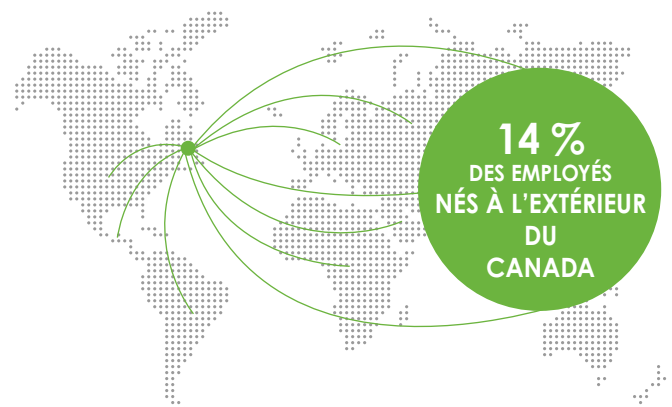 14 %
DES EMPLOYÉS
NÉS À L’EXTÉRIEUR
DU
CANADA